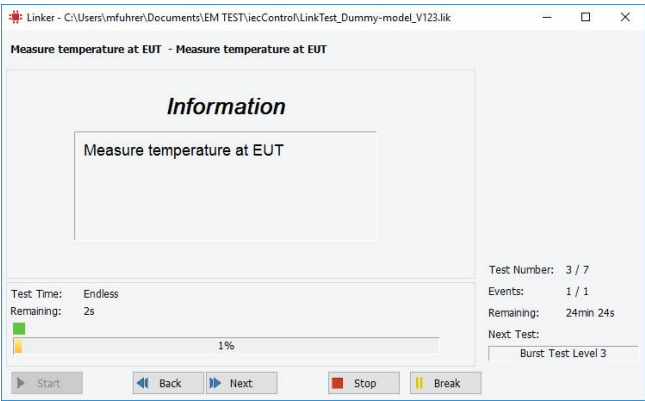 Linker - C:\Users\mfuhrer\Documents\EM TEST\iecControl\LinkTest_Dummy-model_V123.lik
Measure temperature at EUT - Measure temperature at EUT
Information
Measure temperature at EUT
Test Number: 3 / 7
Events: 1 / 1
Remaining: 24min 24s
Next Test:
Burst Test Level 3
Test Time: Endless
Remaining: 2s
1%
Start Back Next Stop Break